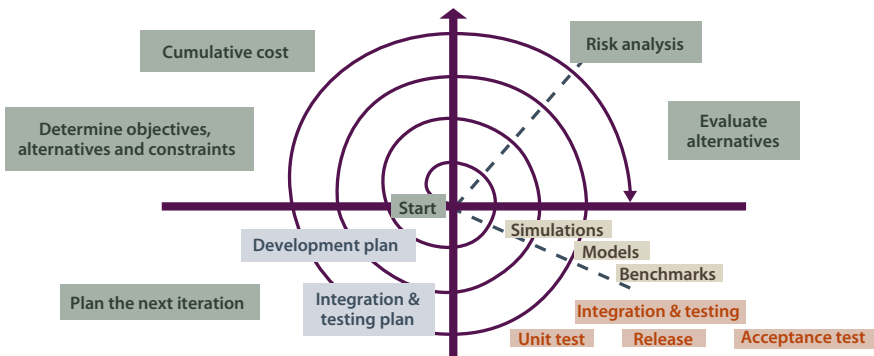 Cumulative cost
Risk analysis
Determine objectives,
alternatives and constraints
Evaluate
alternatives
Start
Simulations
Development plan
Models
Benchmarks
Plan the next iteration
Integration &
testing plan
Integration & testing
Unit test
Release
Acceptance test